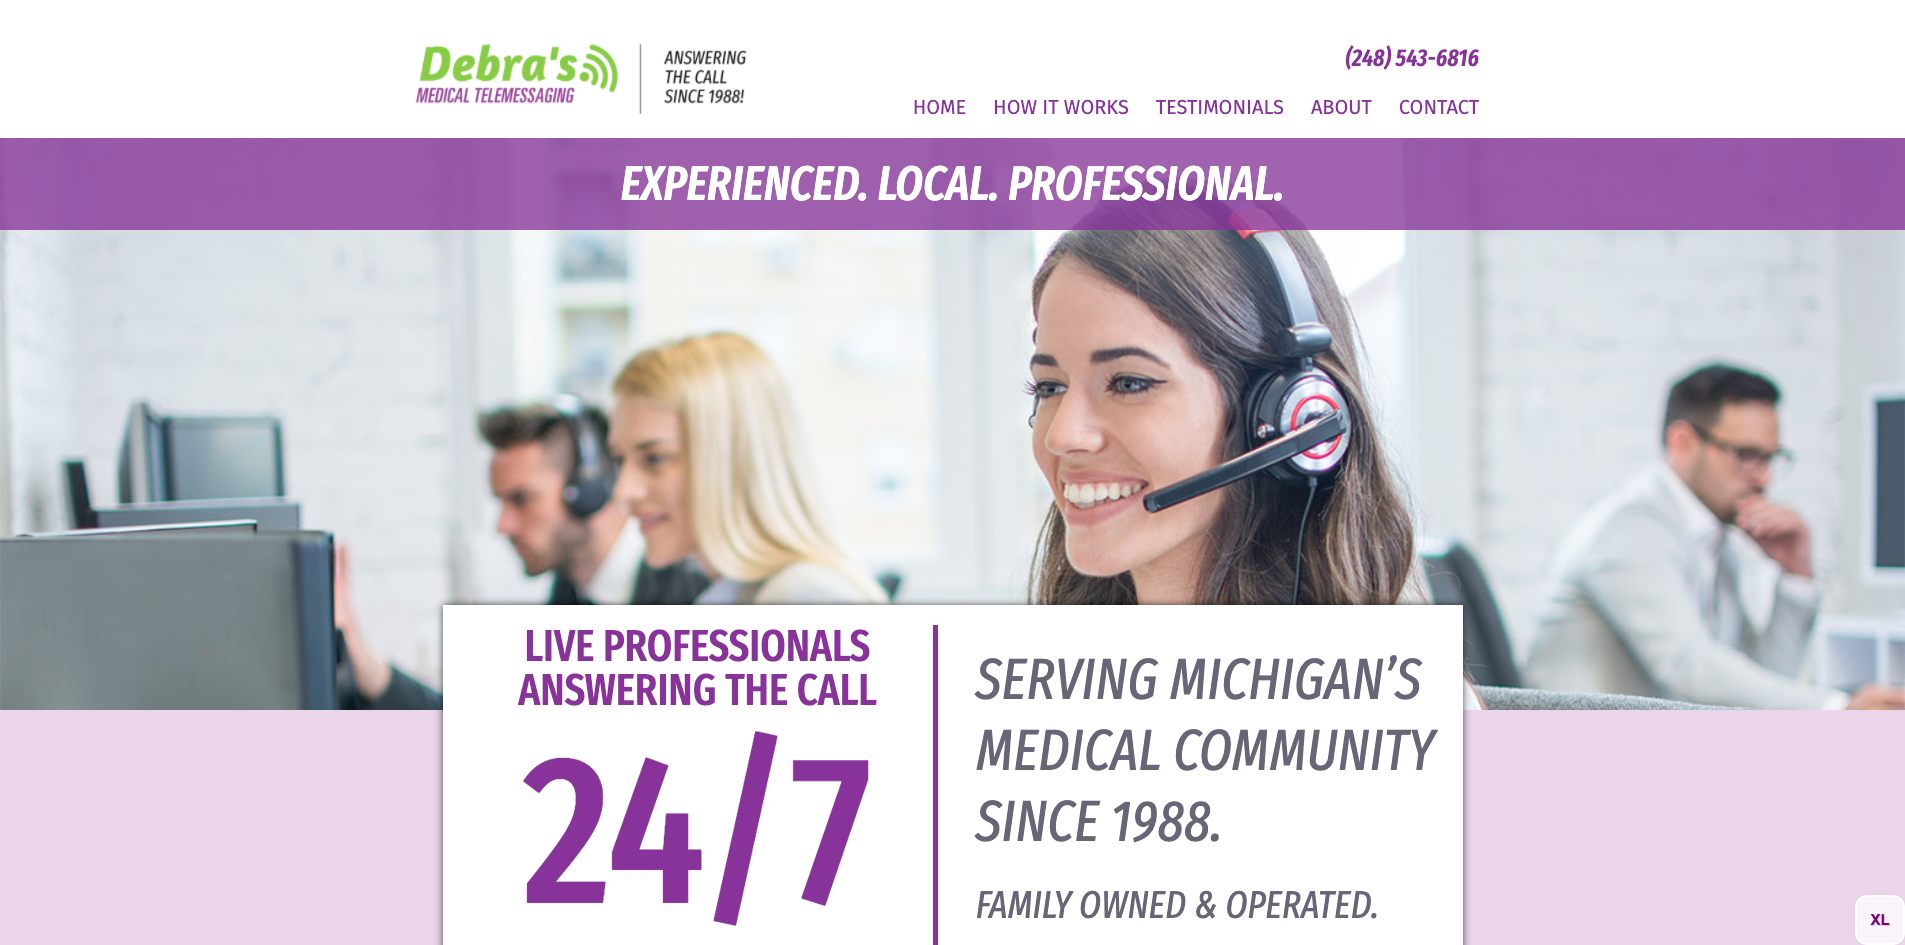 Debra's
MEDICAL TELEMESSAGING
ANSWERING
THE CALL
SINCE 1988!
(248) 543-6816
HOME HOW IT WORKS TESTIMONIALS ABOUT CONTACT
EXPERIENCED. LOCAL. PROFESSIONAL.
LIVE PROFESSIONALS
ANSWERING THE CALL
24/7
SERVING MICHIGAN’S
MEDICAL COMMUNITY
SINCE 1988.
FAMILY OWNED & OPERATED.
XL